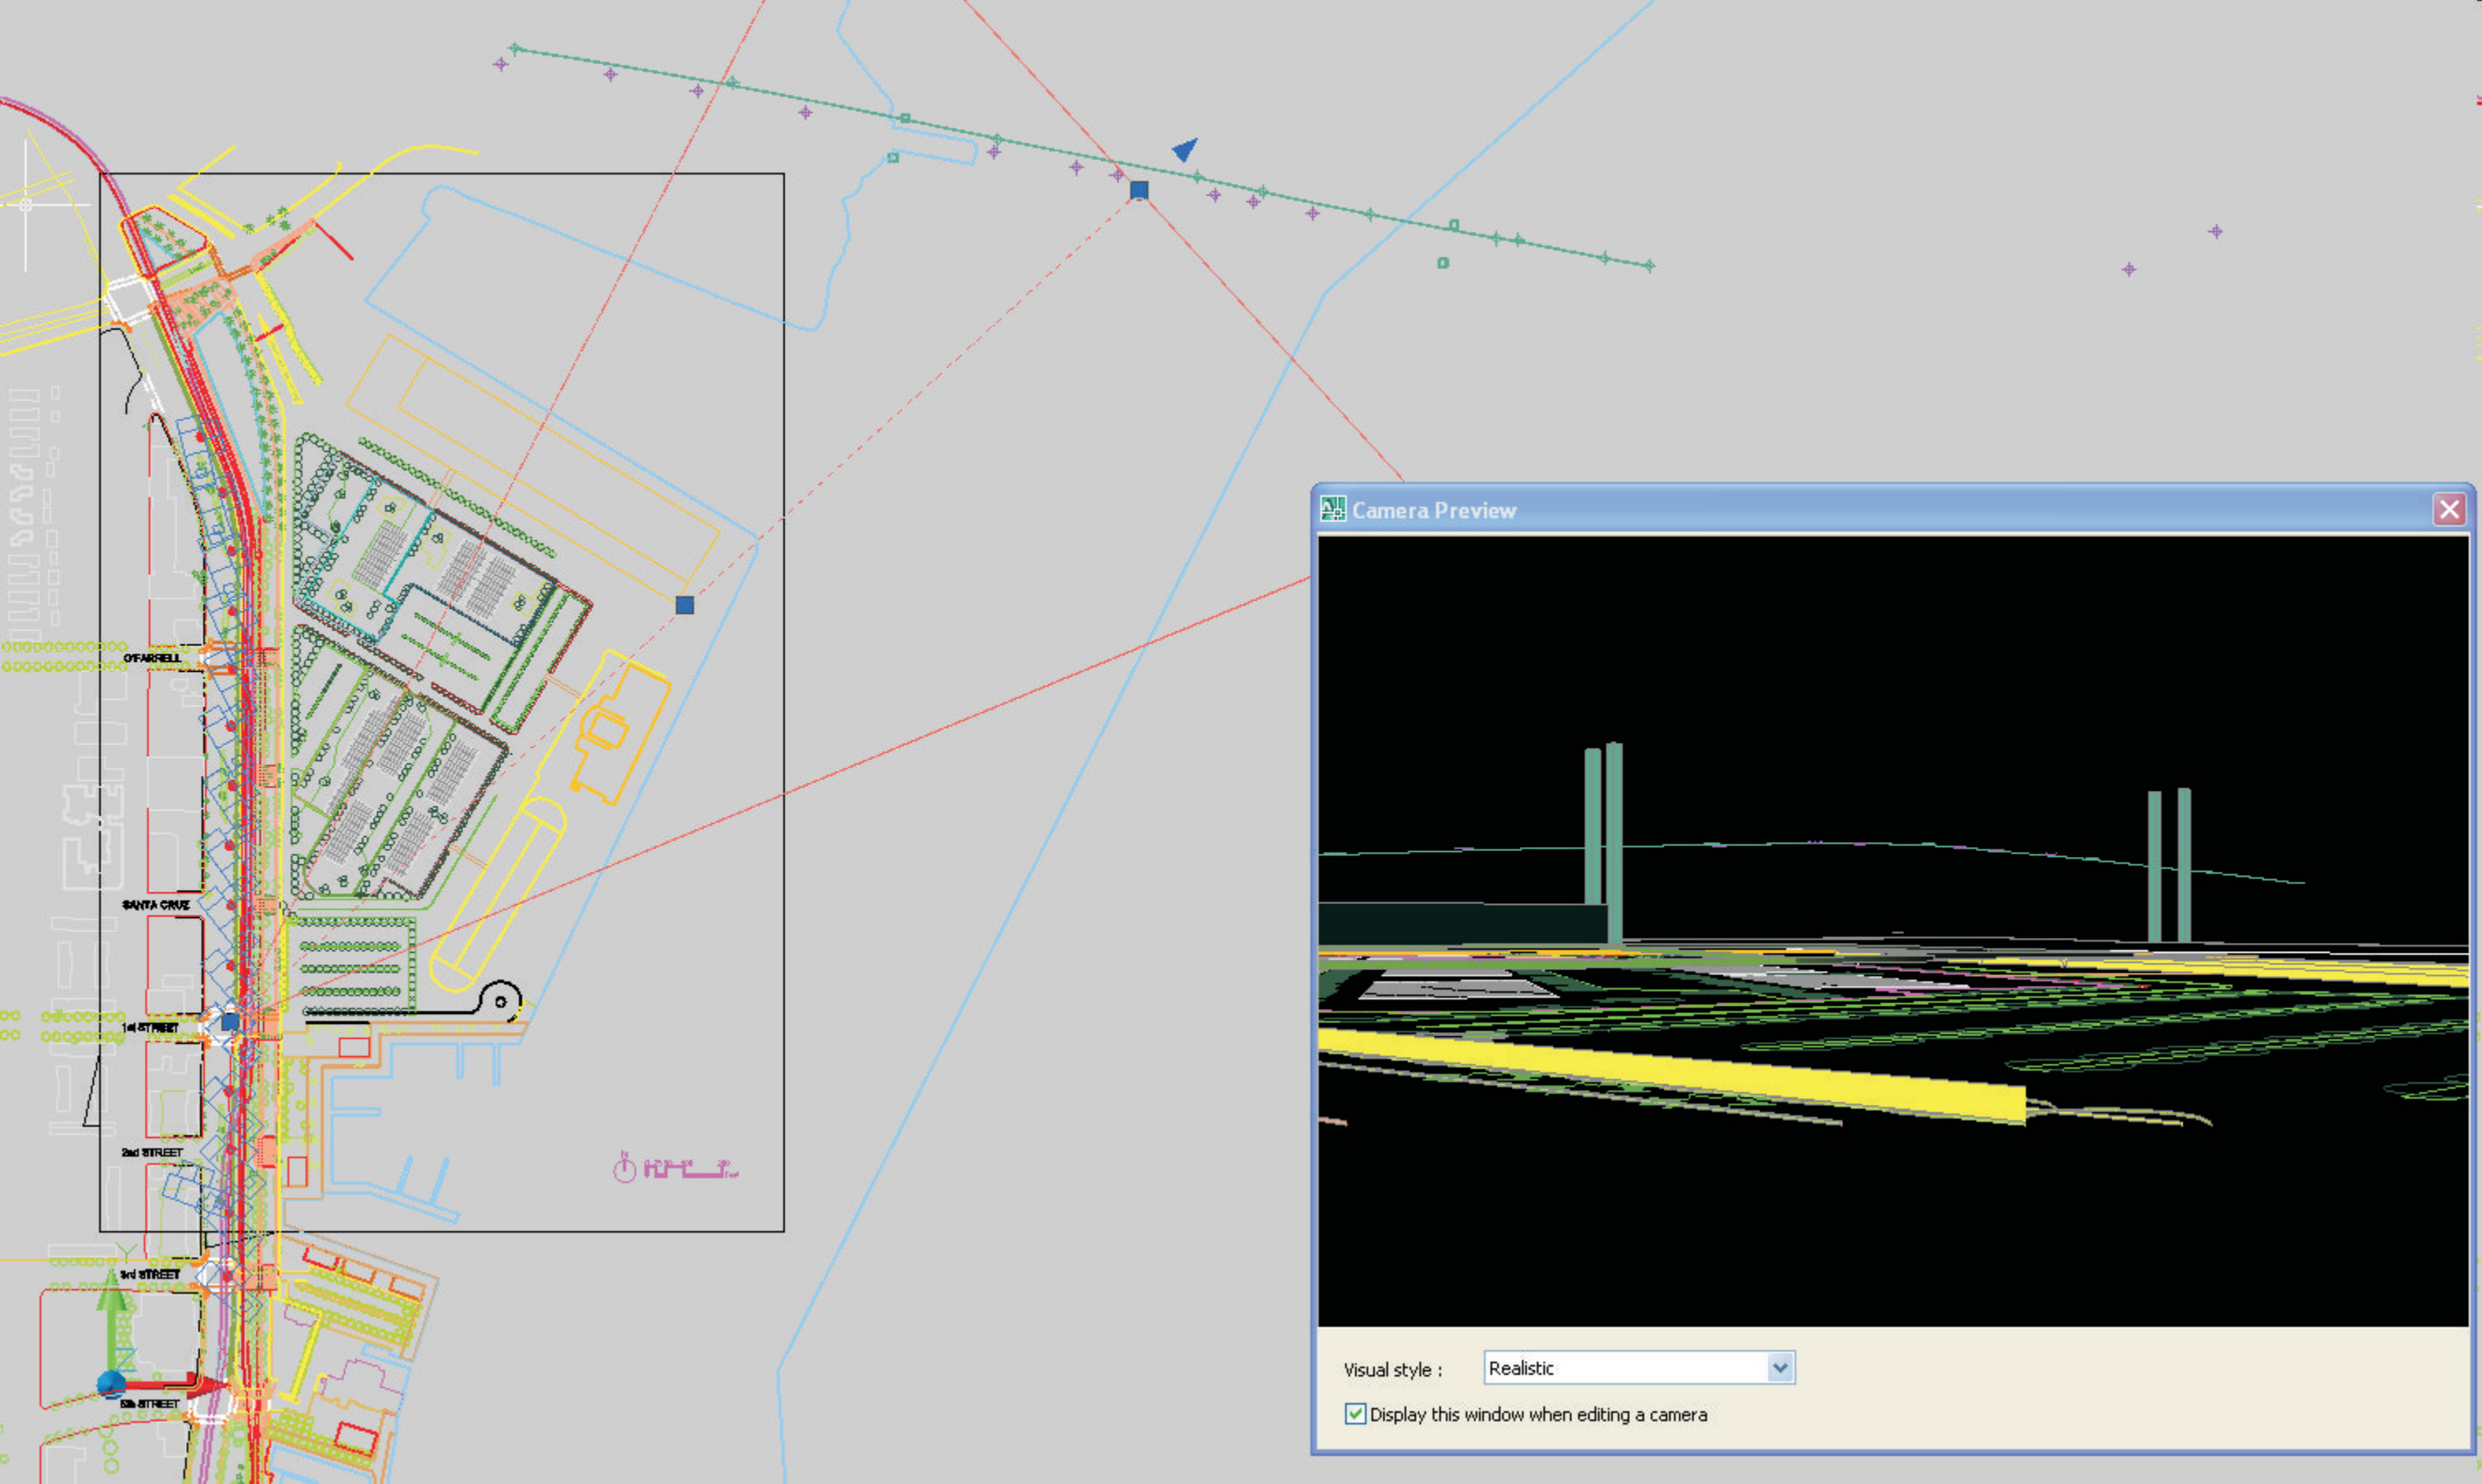 O'FARRELL
SANTA CRUZ
1st STREET
2nd STREET
N
3rd STREET
Y
Z
5th STREET
Camera Preview
Visual style :
Realistic
Display this window when editing a camera